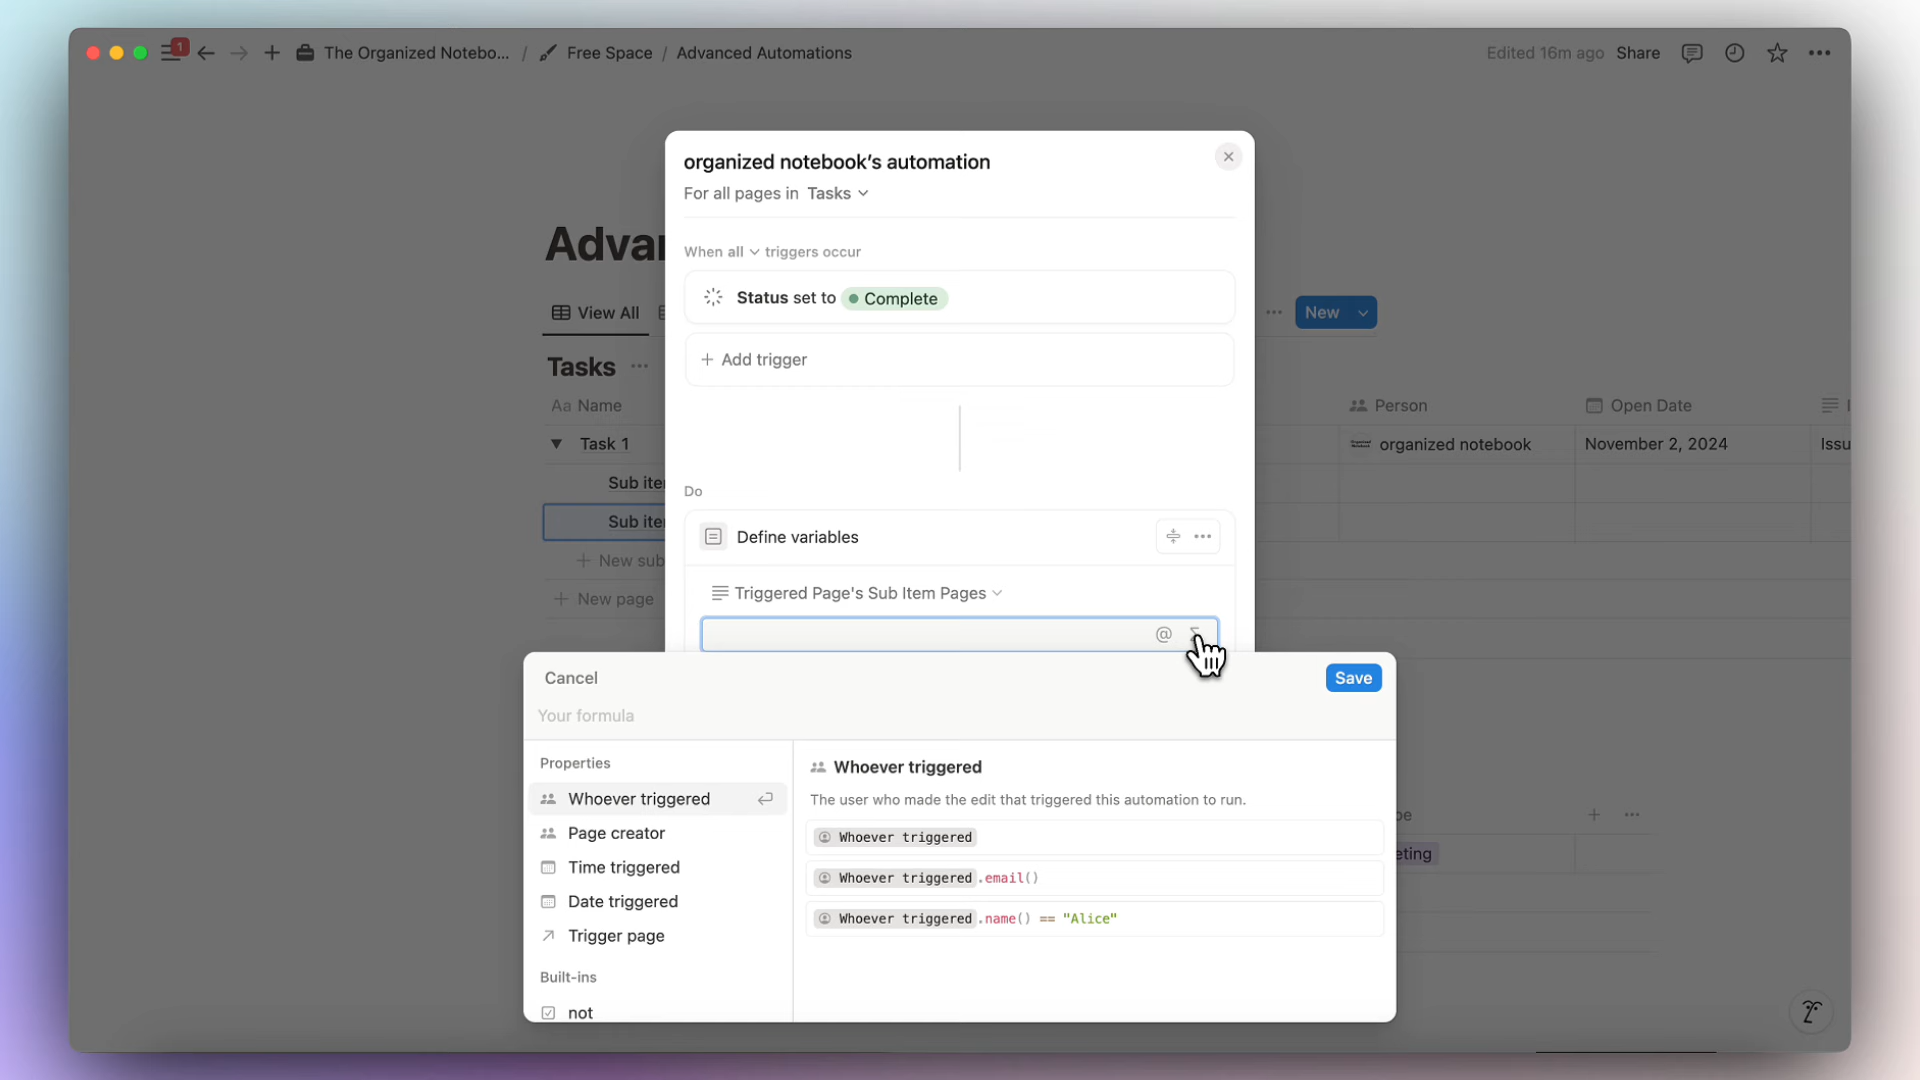 1
The Organized Notebo... / Free Space / Advanced Automations
Edited 16m ago Share
organized notebook's automation
For all pages in Tasks
When all triggers occur
Status set to Complete
Add trigger
Do
Define variables
Triggered Page's Sub Item Pages
@
View All
New
Tasks
Aa Name
Person
Open Date
Task 1
organized notebook
November 2, 2024
Issu
Sub ite
Sub ite
New sub
New page
Cancel
Save
Your formula
Properties
Whoever triggered
Page creator
Time triggered
Date triggered
Trigger page
Built-ins
not
Whoever triggered
The user who made the edit that triggered this automation to run.
Whoever triggered
Whoever triggered.email()
Whoever triggered.name() == "Alice"